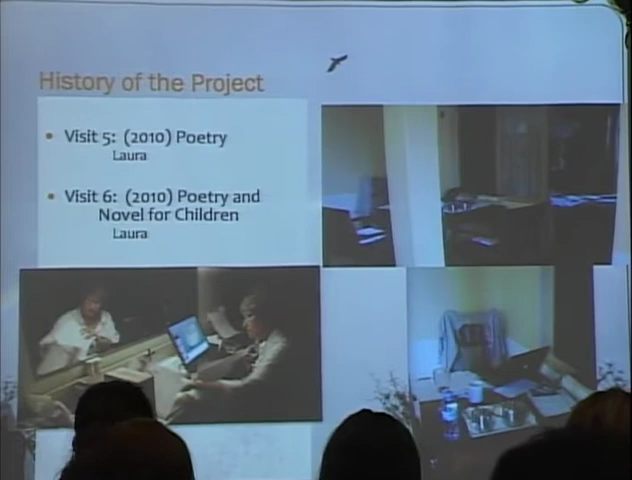 History of the Project
Visit 5: (2010) Poetry
Laura
Visit 6: (2010) Poetry and
Novel for Children
Laura